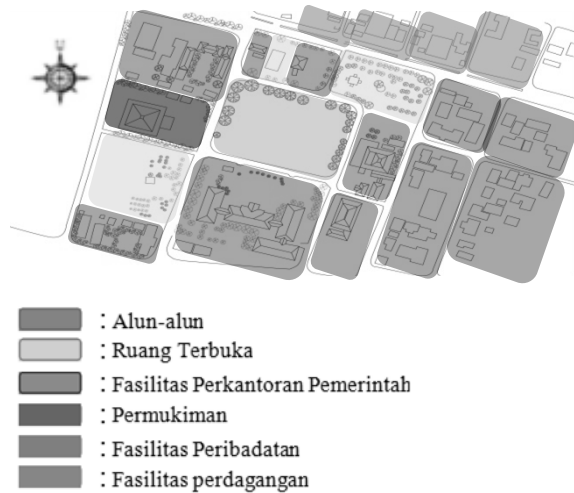 : Alun-alun
: Ruang Terbuka
: Fasilitas Perkantoran Pemerintah
: Permukiman
: Fasilitas Peribadatan
: Fasilitas perdagangan